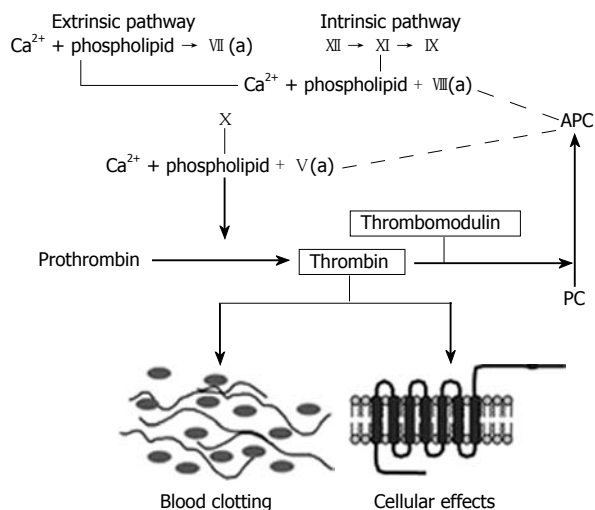 Extrinsic pathway
Intrinsic pathway
Ca²⁺ + phospholipid → Ⅶ(a)
Ⅻ → Ⅺ → Ⅸ
Ca²⁺ + phospholipid + Ⅷ(a)
X
APC
Ca²⁺ + phospholipid + Ⅴ(a)
Thrombomodulin
Prothrombin
Thrombin
PC
Blood clotting
Cellular effects